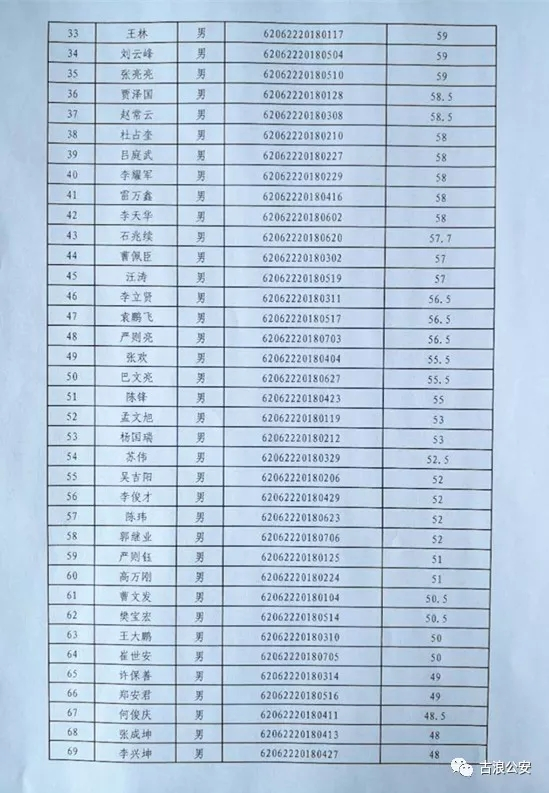 33 王林 男 62062220180117 59
34 刘云峰 男 62062220180504 59
35 张亮亮 男 62062220180510 59
36 贾泽国 男 62062220180128 58.5
37 赵常云 男 62062220180308 58.5
38 杜占奎 男 62062220180210 58
39 吕庭武 男 62062220180227 58
40 李耀军 男 62062220180229 58
41 雷万鑫 男 62062220180416 58
42 李天华 男 62062220180602 58
43 石兆续 男 62062220180620 57.7
44 曹佩臣 男 62062220180302 57
45 汪涛 男 62062220180519 57
46 李立贤 男 62062220180311 56.5
47 袁鹏飞 男 62062220180517 56.5
48 严则亮 男 62062220180703 56.5
49 张欢 男 62062220180404 55.5
50 巴文亮 男 62062220180627 55.5
51 陈锋 男 62062220180423 55
52 孟文旭 男 62062220180119 53
53 杨国瑞 男 62062220180212 53
54 苏伟 男 62062220180329 52.5
55 吴吉阳 男 62062220180206 52
56 李俊才 男 62062220180429 52
57 陈玮 男 62062220180623 52
58 郭继业 男 62062220180706 52
59 严则钰 男 62062220180125 51
60 高万刚 男 62062220180224 51
61 曹文发 男 62062220180104 50.5
62 樊宝宏 男 62062220180514 50.5
63 王大鹏 男 62062220180310 50
64 崔世安 男 62062220180705 50
65 许保善 男 62062220180314 49
66 郑安君 男 62062220180516 49
67 何俊庆 男 62062220180411 48.5
68 张成坤 男 62062220180413 48
69 李兴坤 男 62062220180427 48
古浪公安